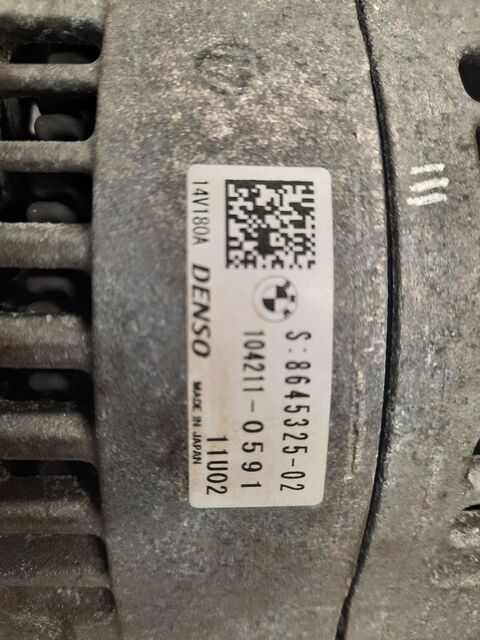 S:8645325-02
104211-0591
11U02
DENSO MADE IN JAPAN
14V180A